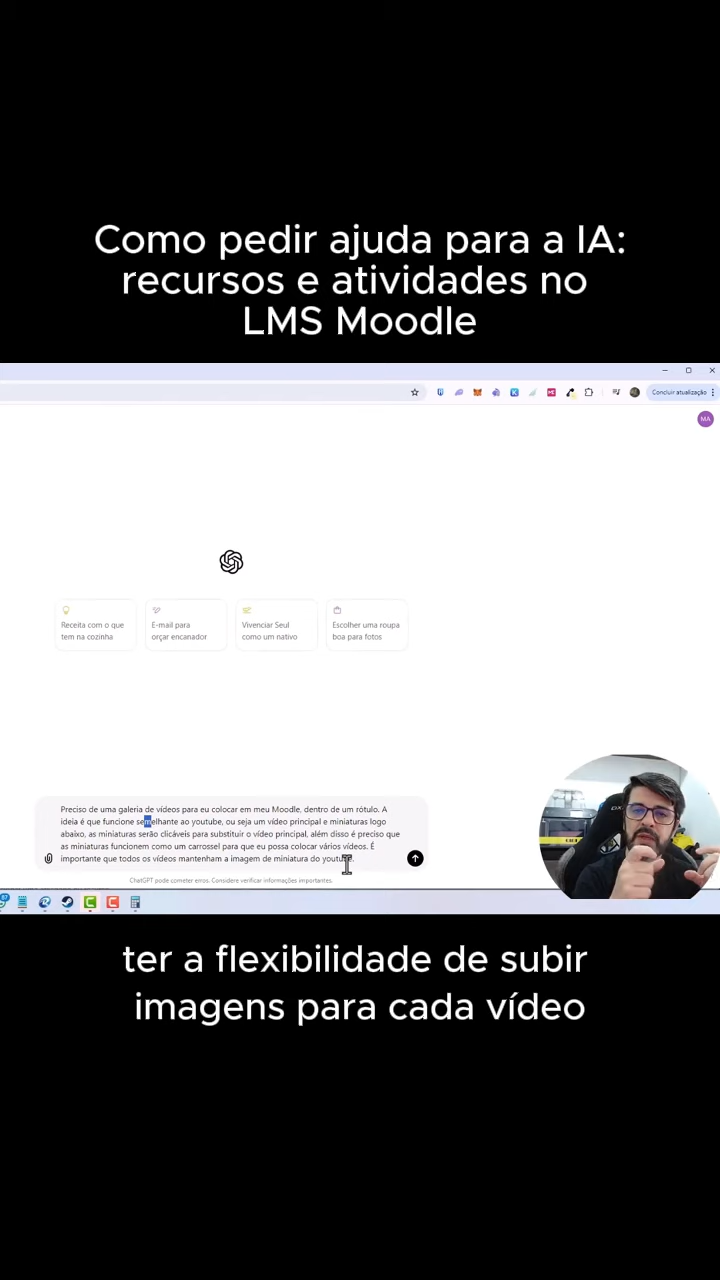 Como pedir ajuda para a IA:
recursos e atividades no
LMS Moodle
Concluir atualização
MA
Receita com o que
tem na cozinha
E-mail para
orçar encanador
Vivenciar Seul
como um nativo
Escolher uma roupa
boa para fotos
Preciso de uma galeria de vídeos para eu colocar em meu Moodle, dentro de um rótulo. A
ideia é que funcione semelhante ao youtube, ou seja um vídeo principal e miniaturas logo
abaixo, as miniaturas serão clicáveis para substituir o vídeo principal, além disso é preciso que
as miniaturas funcionem como um carrossel para que eu possa colocar vários vídeos. É
importante que todos os vídeos mantenham a imagem de miniatura do youtube.
ChatGPT pode cometer erros. Considere verificar informações importantes.
ter a flexibilidade de subir
imagens para cada vídeo